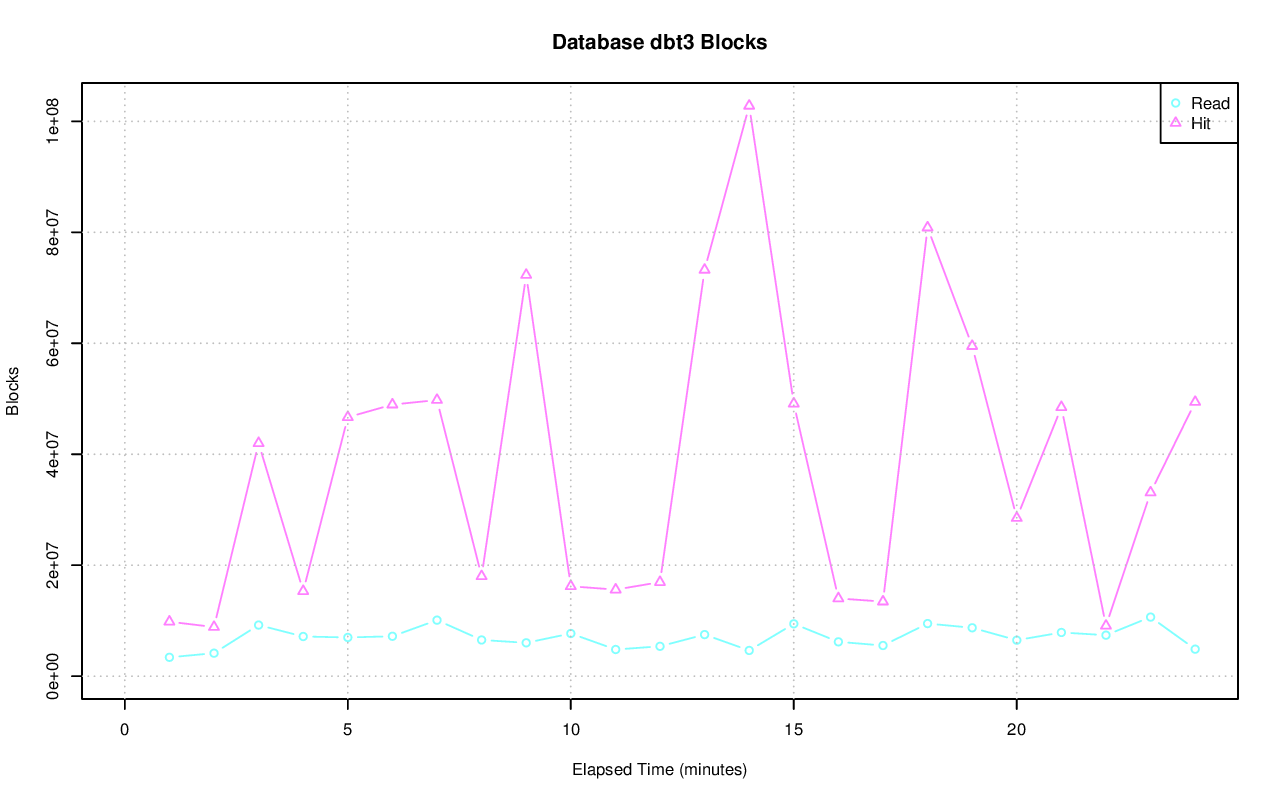 Database dbt3 Blocks
Read
Hit
Blocks
1e+08
8e+07
6e+07
4e+07
2e+07
0e+00
0 5 10 15 20
Elapsed Time (minutes)